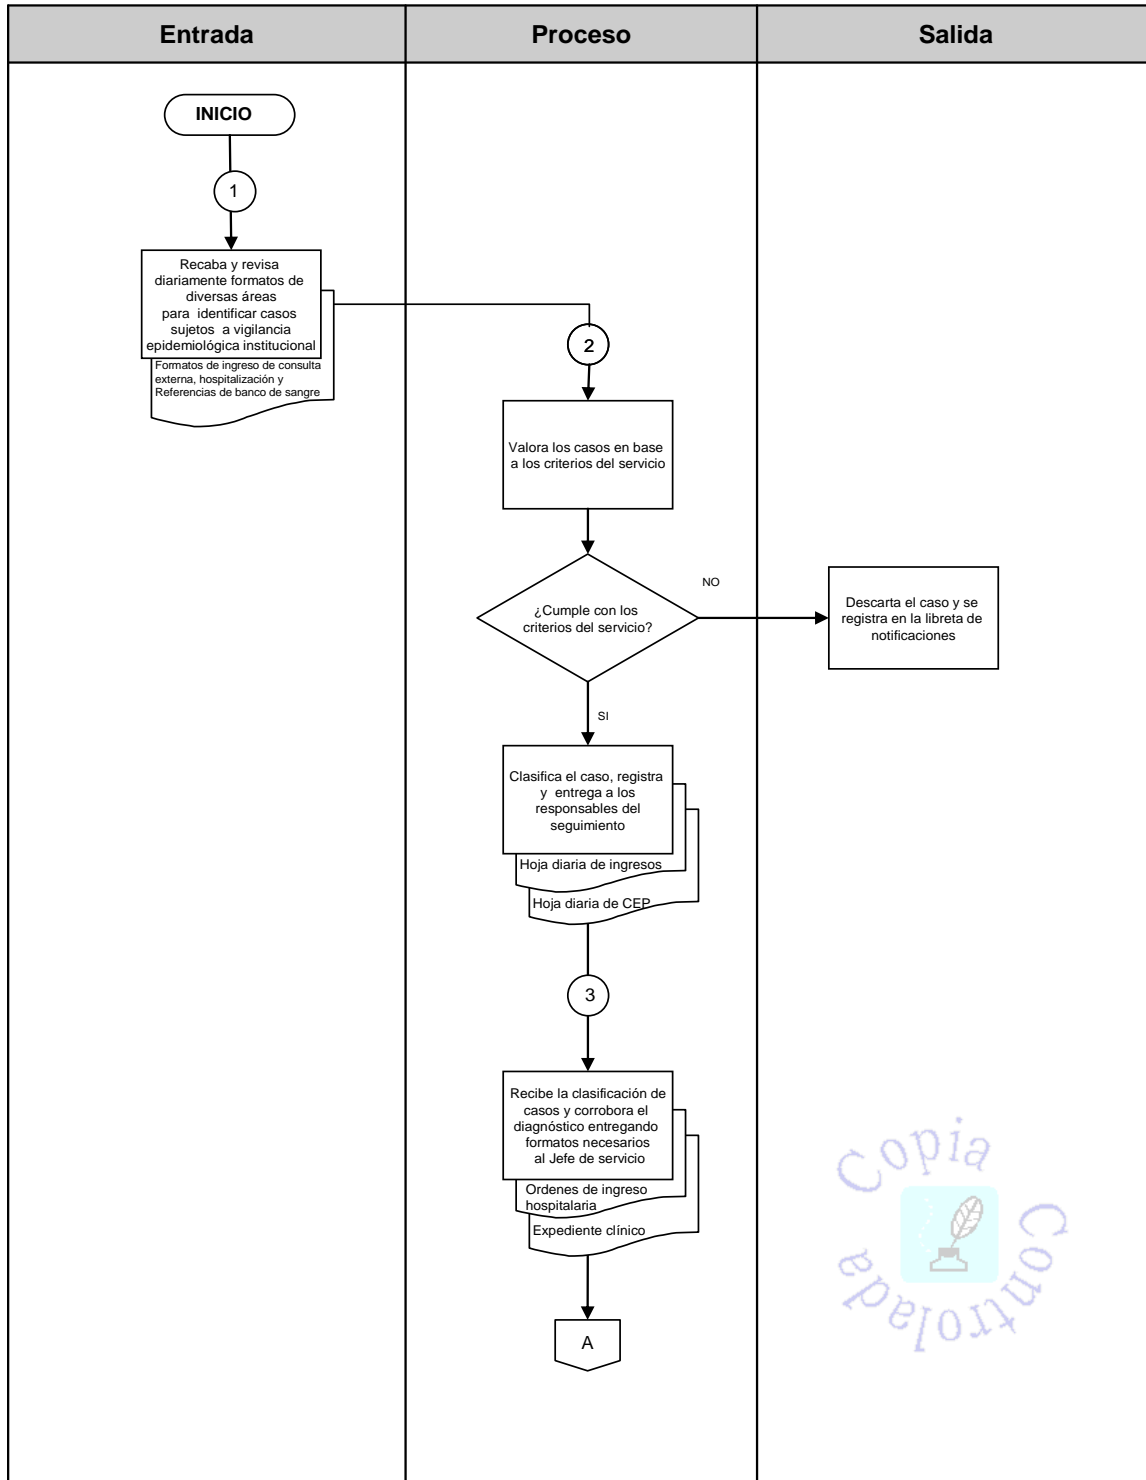 Entrada
Proceso
Salida
INICIO
1
Recaba y revisa
diariamente formatos de
diversas áreas
para identificar casos
sujetos a vigilancia
epidemiológica institucional
Formatos de ingreso de consulta
externa, hospitalización y
Referencias de banco de sangre
2
Valora los casos en base
a los criterios del servicio
¿Cumple con los
criterios del servicio?
NO
Descarta el caso y se
registra en la libreta de
notificaciones
SI
Clasifica el caso, registra
y entrega a los
responsables del
seguimiento
Hoja diaria de ingresos
Hoja diaria de CEP
3
Recibe la clasificación de
casos y corrobora el
diagnóstico entregando
formatos necesarios
al Jefe de servicio
Ordenes de ingreso
hospitalaria
Expediente clínico
A
Copia
Controlada